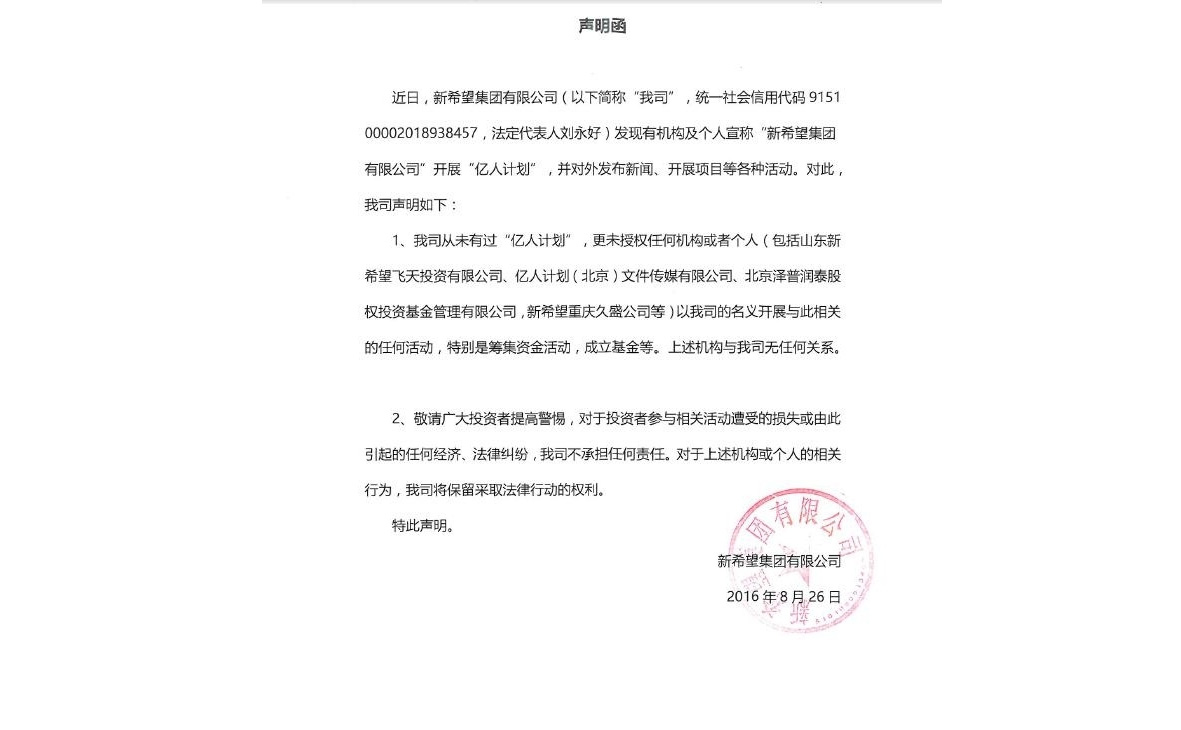 声明函
近日，新希望集团有限公司（以下简称“我司”，统一社会信用代码 9151
00002018938457，法定代表人刘永好）发现有机构及个人宣称“新希望集团
有限公司”开展“亿人计划”，并对外发布新闻、开展项目等各种活动。对此，
我司声明如下：
1、我司从未有过“亿人计划”，更未授权任何机构或者个人（包括山东新
希望飞天投资有限公司、亿人计划（北京）文件传媒有限公司、北京泽普润泰股
权投资基金管理有限公司，新希望重庆久盛公司等）以我司的名义开展与此相关
的任何活动，特别是筹集资金活动，成立基金等。上述机构与我司无任何关系。
2、敬请广大投资者提高警惕，对于投资者参与相关活动遭受的损失或由此
引起的任何经济、法律纠纷，我司不承担任何责任。对于上述机构或个人的相关
行为，我司将保留采取法律行动的权利。
特此声明。
新希望集团有限公司
2016 年 8 月 26 日
团有限公司